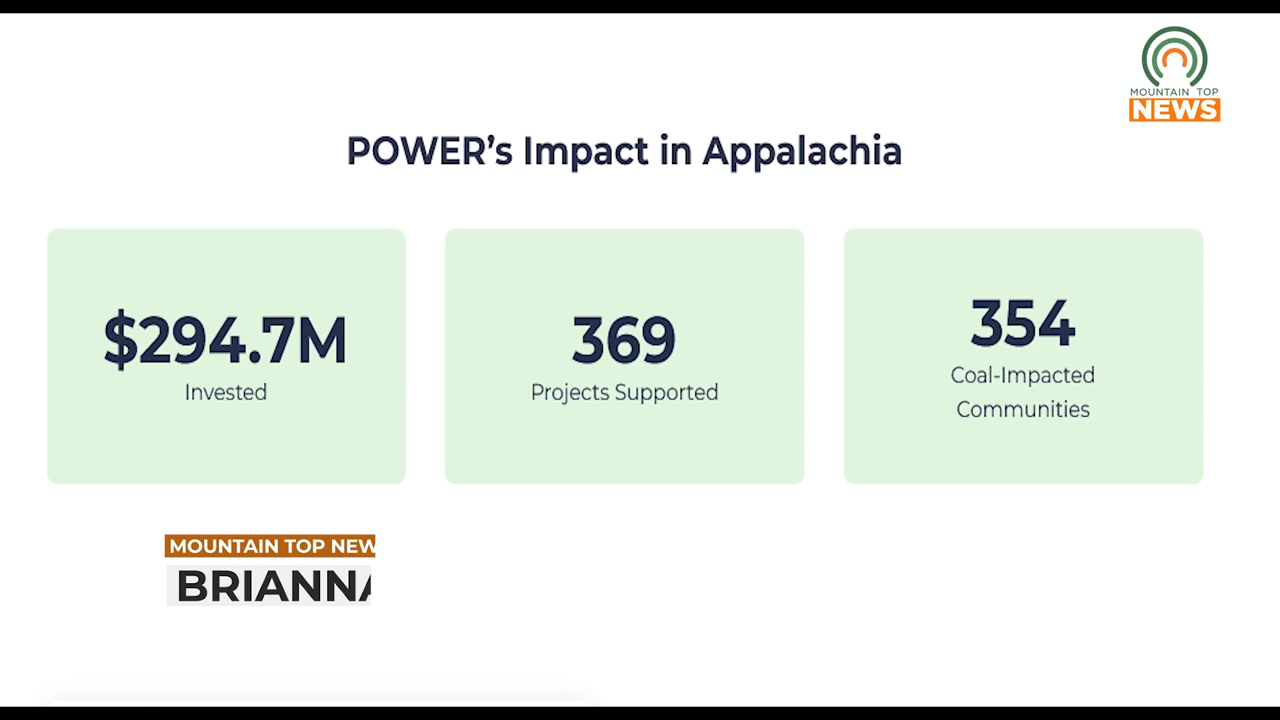 MOUNTAIN TOP
NEWS
POWER's Impact in Appalachia
$294.7M
Invested
369
Projects Supported
354
Coal-Impacted
Communities
MOUNTAIN TOP NEW
BRIANNA